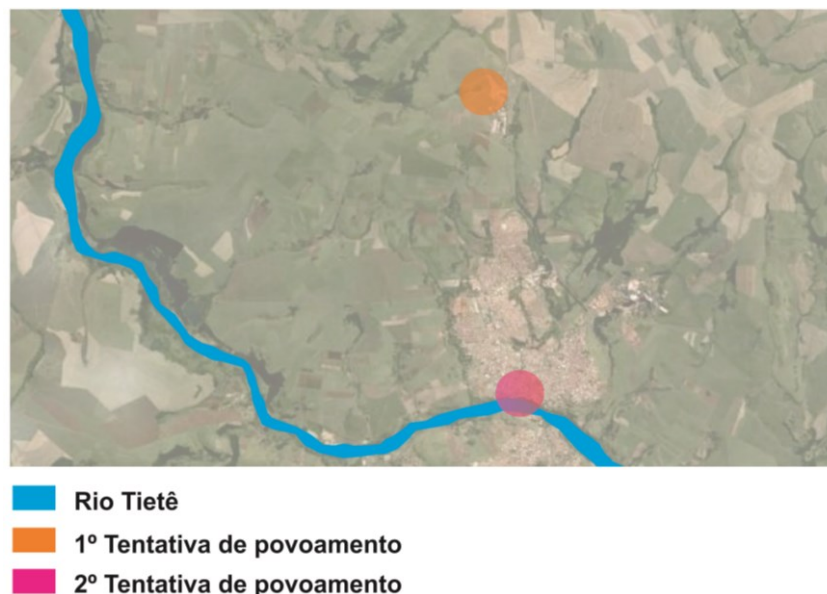 Rio Tietê
1º Tentativa de povoamento
2º Tentativa de povoamento